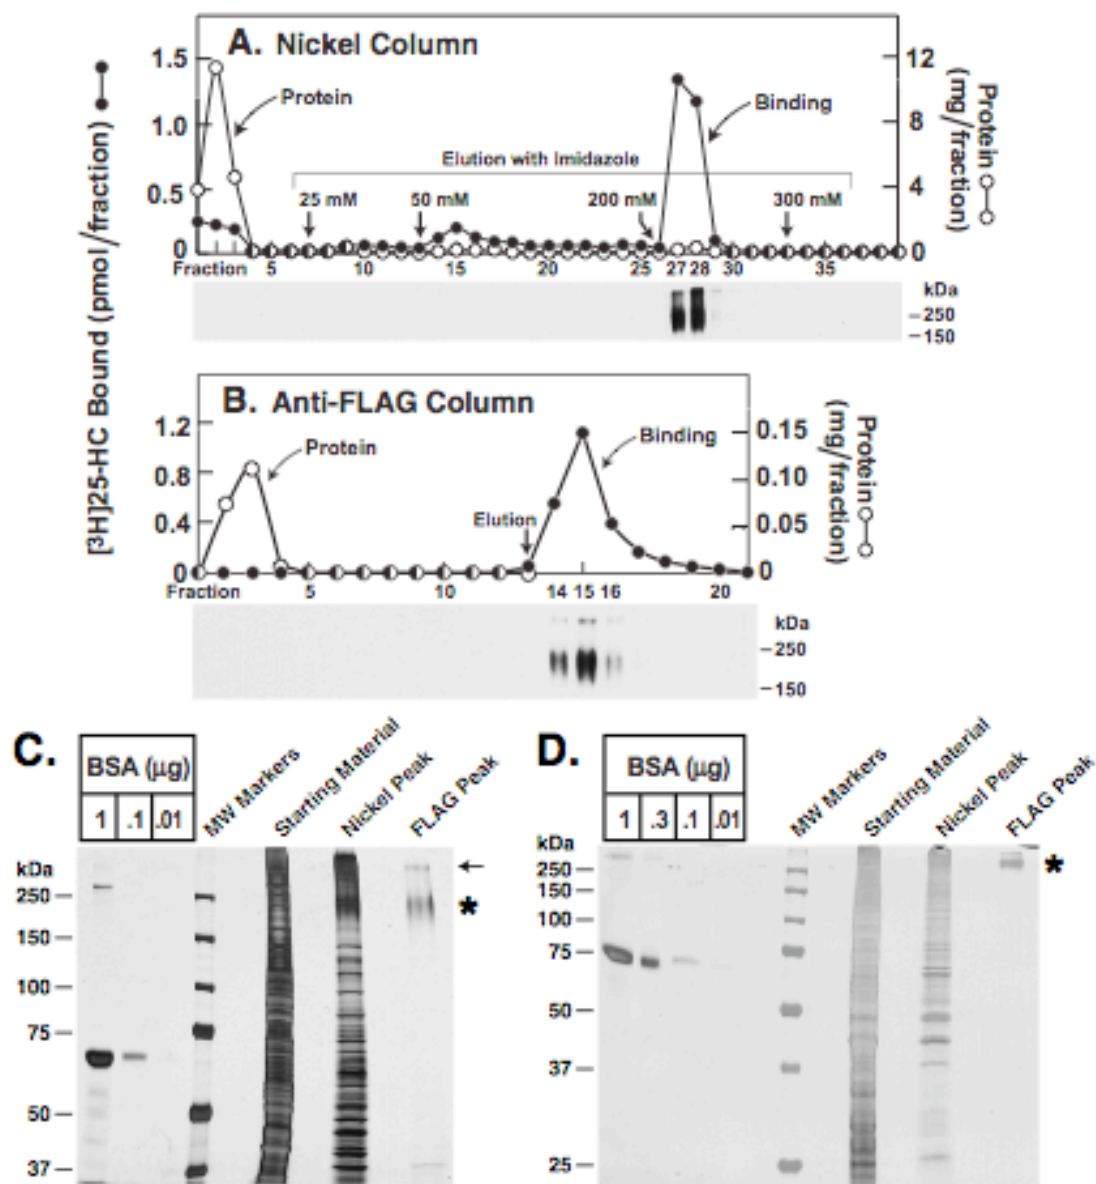 A. Nickel Column
[³H]25-HC Bound (pmol/fraction)
Protein (mg/fraction)
1.5
1.0
0.5
0
12
8
4
0
Protein
Binding
Elution with Imidazole
25 mM
50 mM
200 mM
300 mM
Fraction 5 10 15 20 25 27 28 30 35
kDa
250
150
B. Anti-FLAG Column
Protein (mg/fraction)
1.2
0.8
0.4
0
0.15
0.10
0.05
0
Protein
Binding
Elution
Fraction 5 10 14 15 16 20
kDa
250
150
C.
BSA (μg)
1 .1 .01
MW Markers
Starting Material
Nickel Peak
FLAG Peak
kDa
250
150
100
75
50
37
*
D.
BSA (μg)
1 .3 .1 .01
MW Markers
Starting Material
Nickel Peak
FLAG Peak
kDa
250
150
100
75
50
37
25
*